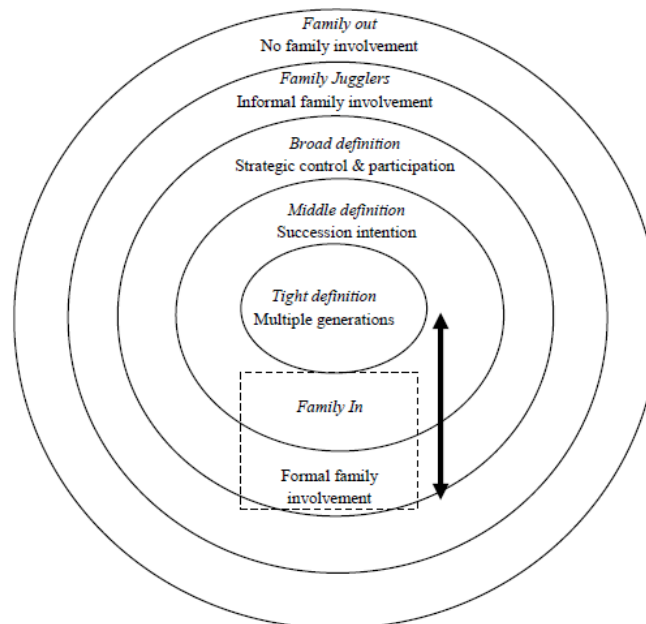 Family out
No family involvement
Family Jugglers
Informal family involvement
Broad definition
Strategic control & participation
Middle definition
Succession intention
Tight definition
Multiple generations
Family In
Formal family
involvement